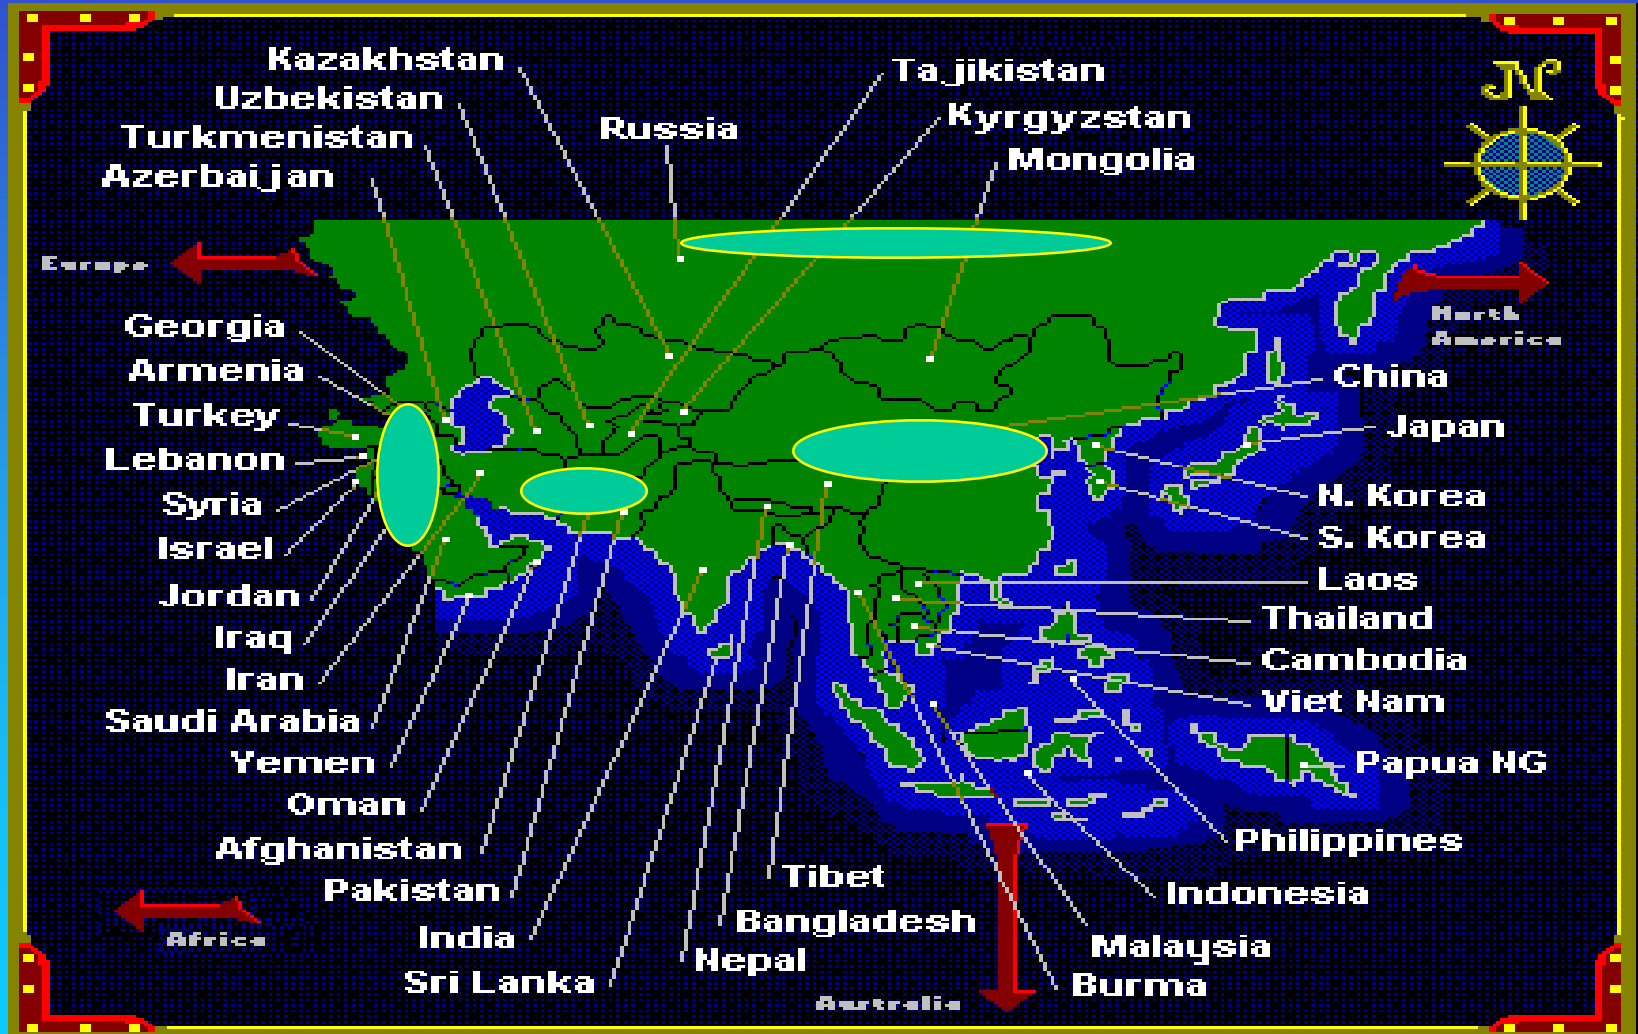 Kazakhstan
Uzbekistan
Turkmenistan
Azerbaijan
Russia
Tajikistan
Kyrgyzstan
Mongolia
N
Europe
North
America
Georgia
Armenia
Turkey
Lebanon
Syria
Israel
Jordan
Iraq
Iran
Saudi Arabia
Yemen
Oman
Afghanistan
Pakistan
India
Sri Lanka
China
Japan
N. Korea
S. Korea
Laos
Thailand
Cambodia
Viet Nam
Papua NG
Philippines
Indonesia
Malaysia
Burma
Tibet
Bangladesh
Nepal
Africa
Australia